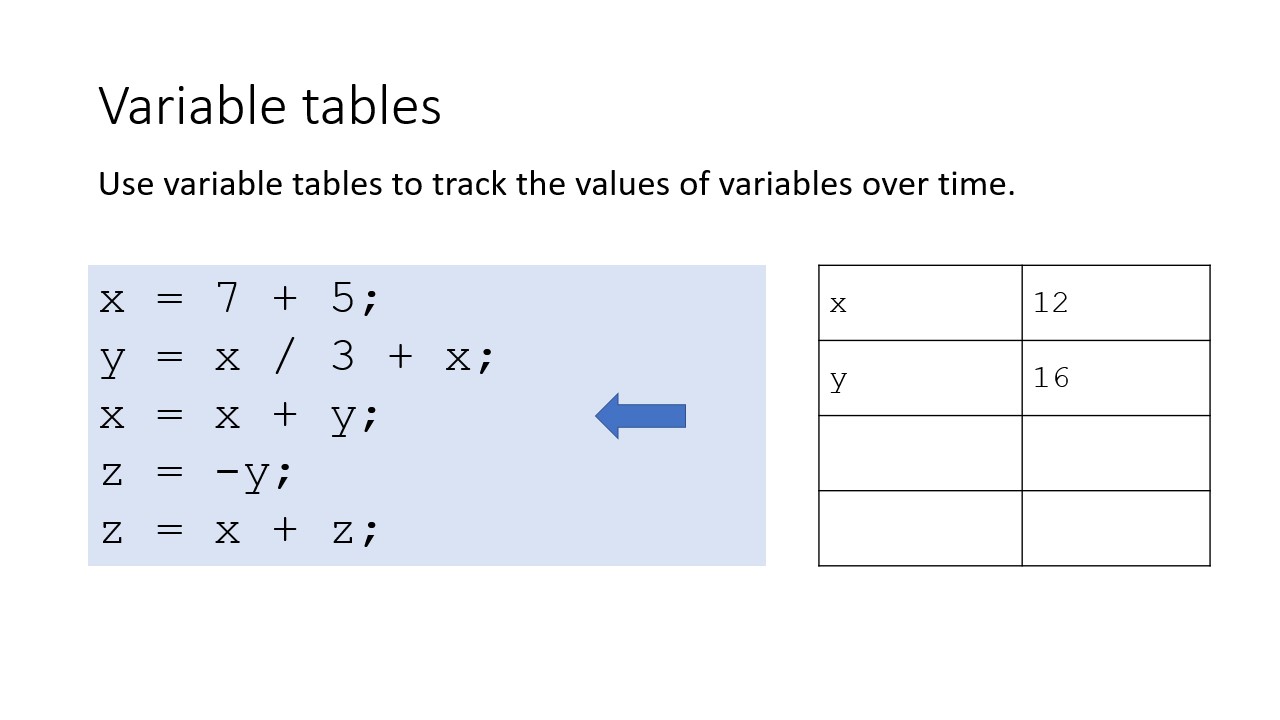 Variable tables
Use variable tables to track the values of variables over time.
x = 7 + 5;
y = x / 3 + x;
x = x + y;
z = -y;
z = x + z;
x 12
y 16